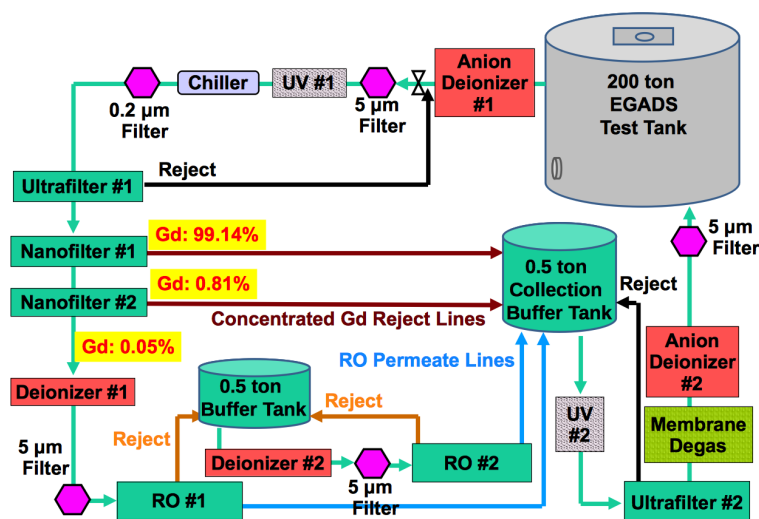 Anion
Deionizer
#1
200 ton
EGADS
Test Tank
UV #1
Chiller
5 µm
Filter
0.2 µm
Filter
Reject
Ultrafilter #1
Gd: 99.14%
Nanofilter #1
Gd: 0.81%
Nanofilter #2
Concentrated Gd Reject Lines
0.5 ton
Collection
Buffer Tank
5 µm
Filter
Reject
Gd: 0.05%
RO Permeate Lines
Deionizer #1
0.5 ton
Buffer Tank
Reject
Reject
Anion
Deionizer
#2
UV
#2
Membrane
Degas
5 µm
Filter
Deionizer #2
5 µm
Filter
RO #2
RO #1
Ultrafilter #2